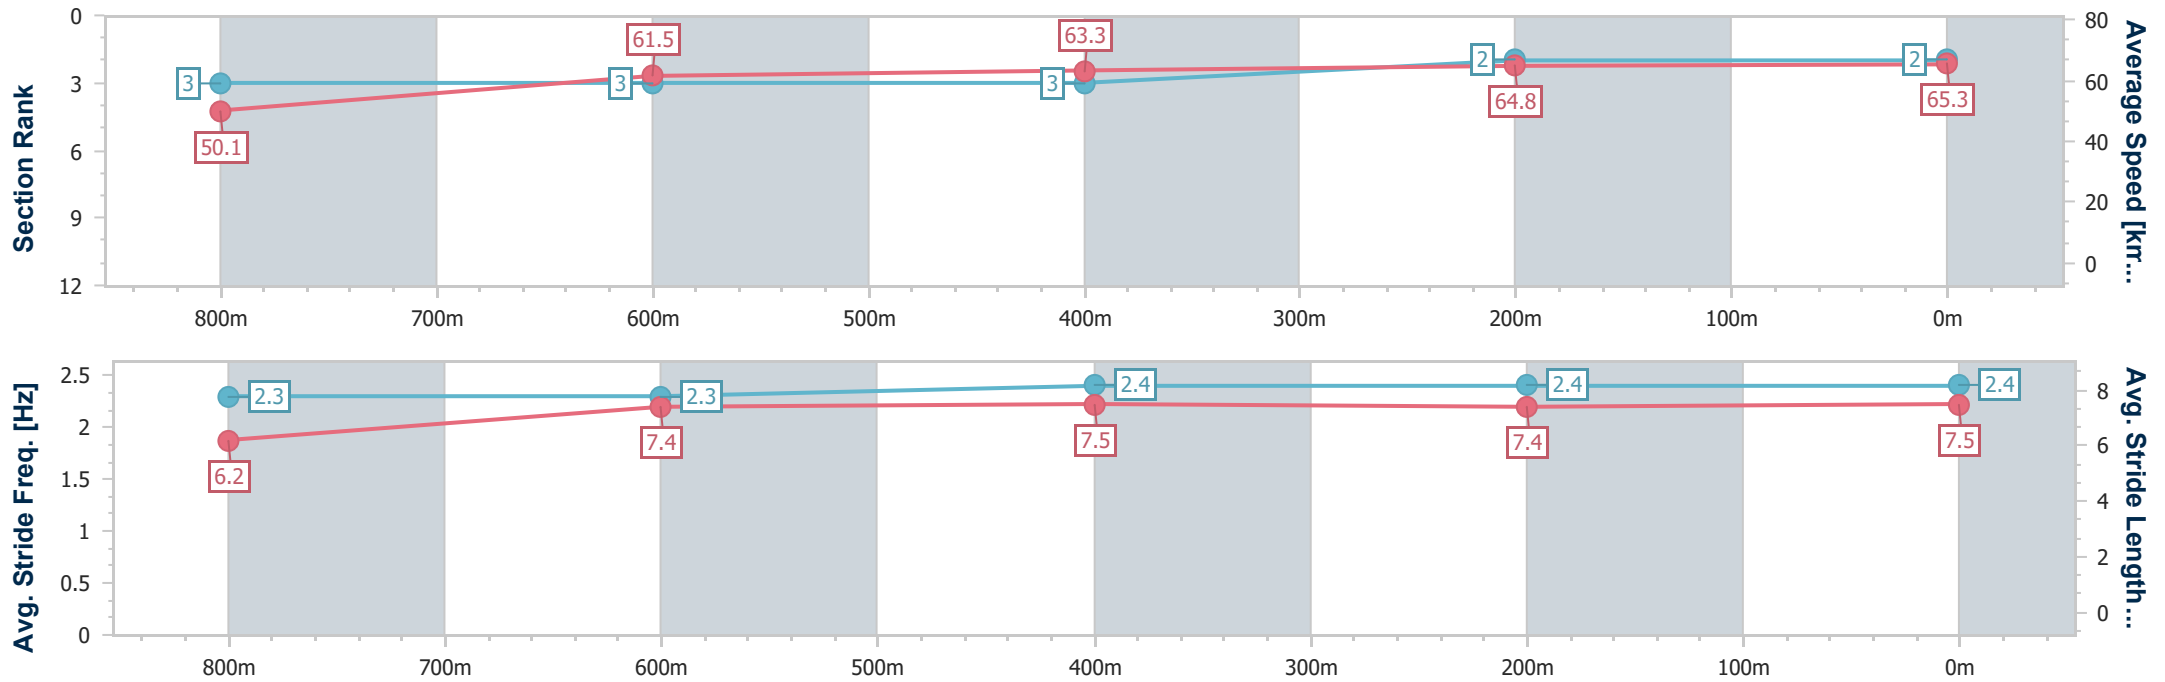 Section Rank
0
3
6
9
12
3
3
3
2
2
50.1
61.5
63.3
64.8
65.3
80
60
40
20
0
Average Speed [km...
800m
700m
600m
500m
400m
300m
200m
100m
0m
Avg. Stride Freq. [Hz]
2.5
2
1.5
1
0.5
0
2.3
2.3
2.4
2.4
2.4
6.2
7.4
7.5
7.4
7.5
8
6
4
2
0
Avg. Stride Length ...
800m
700m
600m
500m
400m
300m
200m
100m
0m